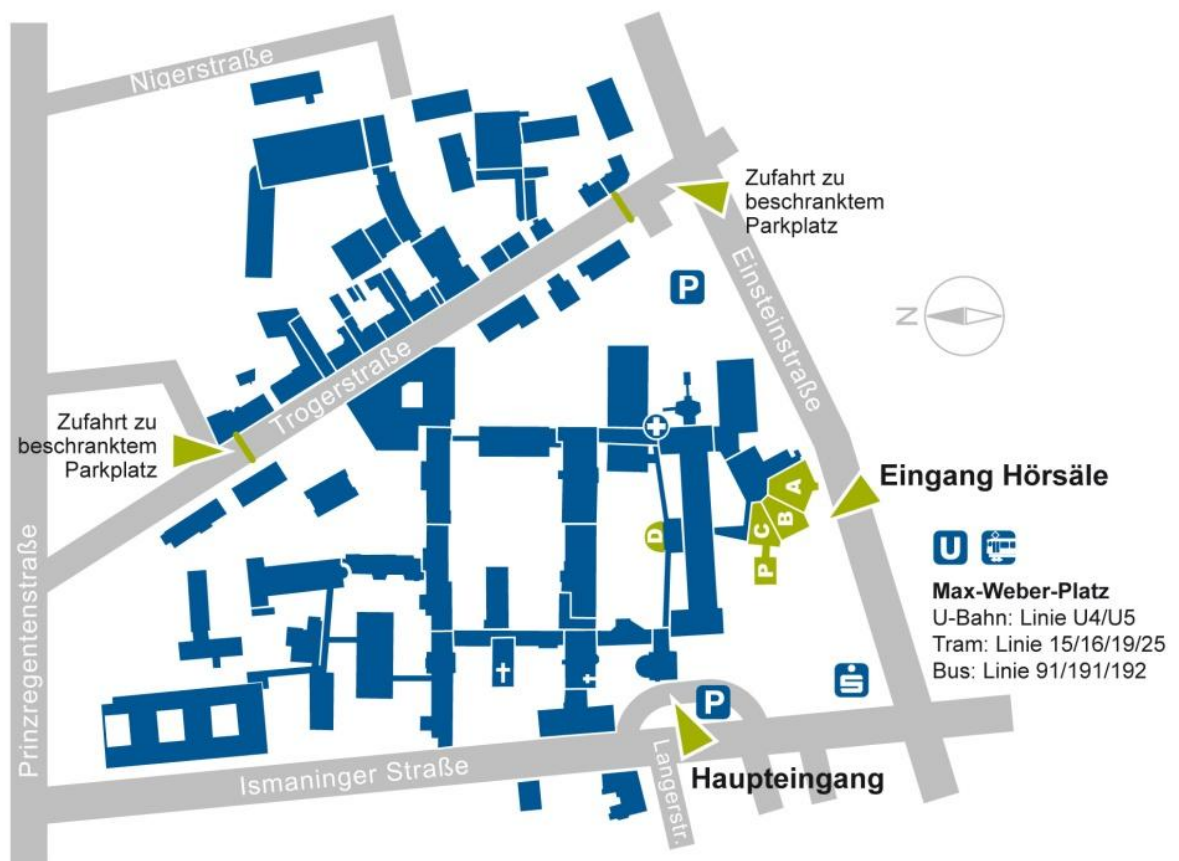 Nigerstraße
Zufahrt zu
beschranktem
Parkplatz
Einsteinstraße
P
N
Trogerstraße
Zufahrt zu
beschranktem
Parkplatz
Prinzregentenstraße
A
B
C
P
D
Eingang Hörsäle
U
Max-Weber-Platz
U-Bahn: Linie U4/U5
Tram: Linie 15/16/19/25
Bus: Linie 91/191/192
P
Ismaninger Straße
Langerstr.
Haupteingang